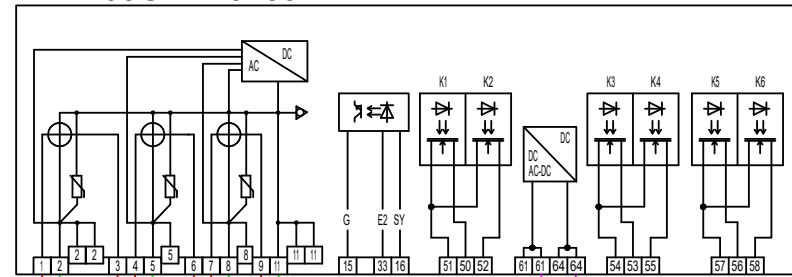 DC
AC
K1 K2 K3 K4 K5 K6
DC
DC
AC-DC
G E2 SY
2 2 5 8 11 11
1 2 3 4 5 6 7 8 9 11 15 33 16 51 50 52 61 61 64 64 54 53 55 57 56 58